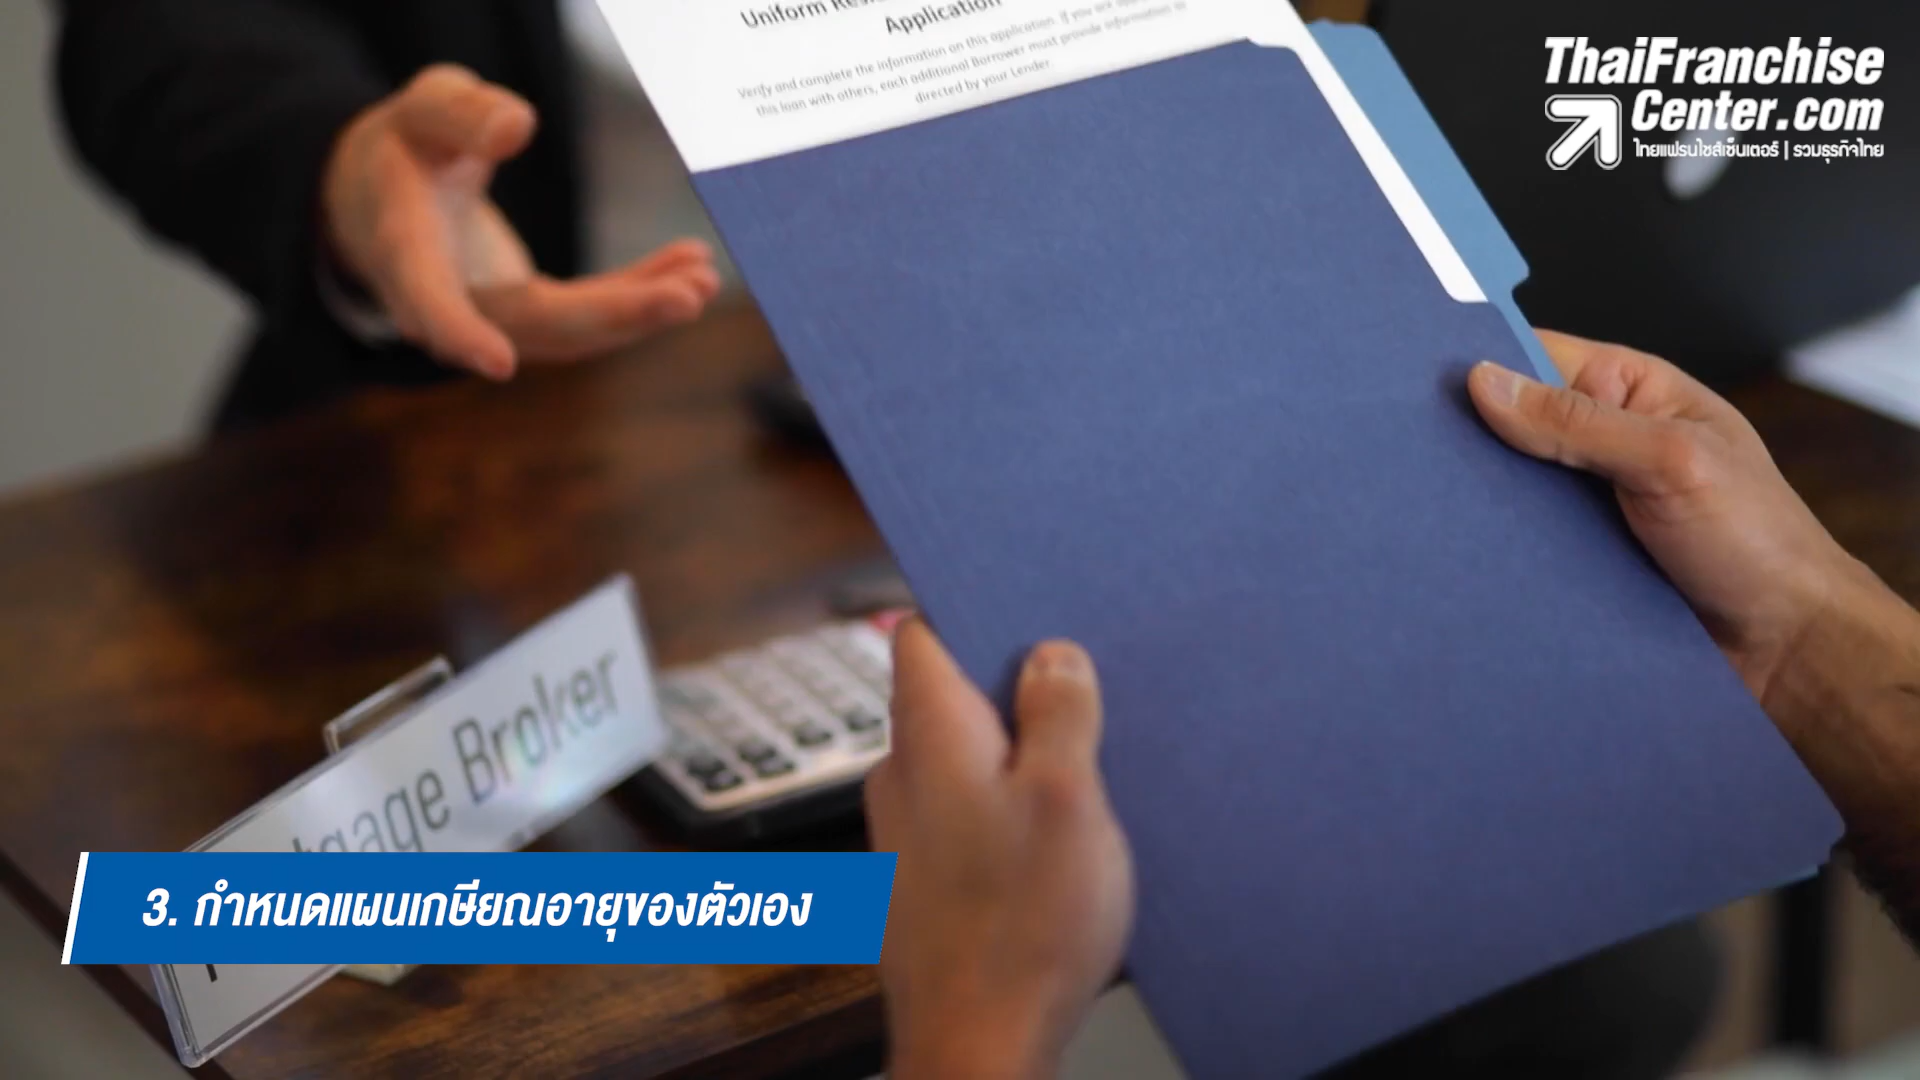 Uniform
Application
Verify and complete the information on this application. If you are
this loan with others, each additional Borrower must provide information as
directed by your Lender.
ThaiFranchise
Center.com
ไทยแฟรนไชส์เซ็นเตอร์ | รวมธุรกิจไทย
Broker
3. กำหนดแผนเกษียณอายุของตัวเอง